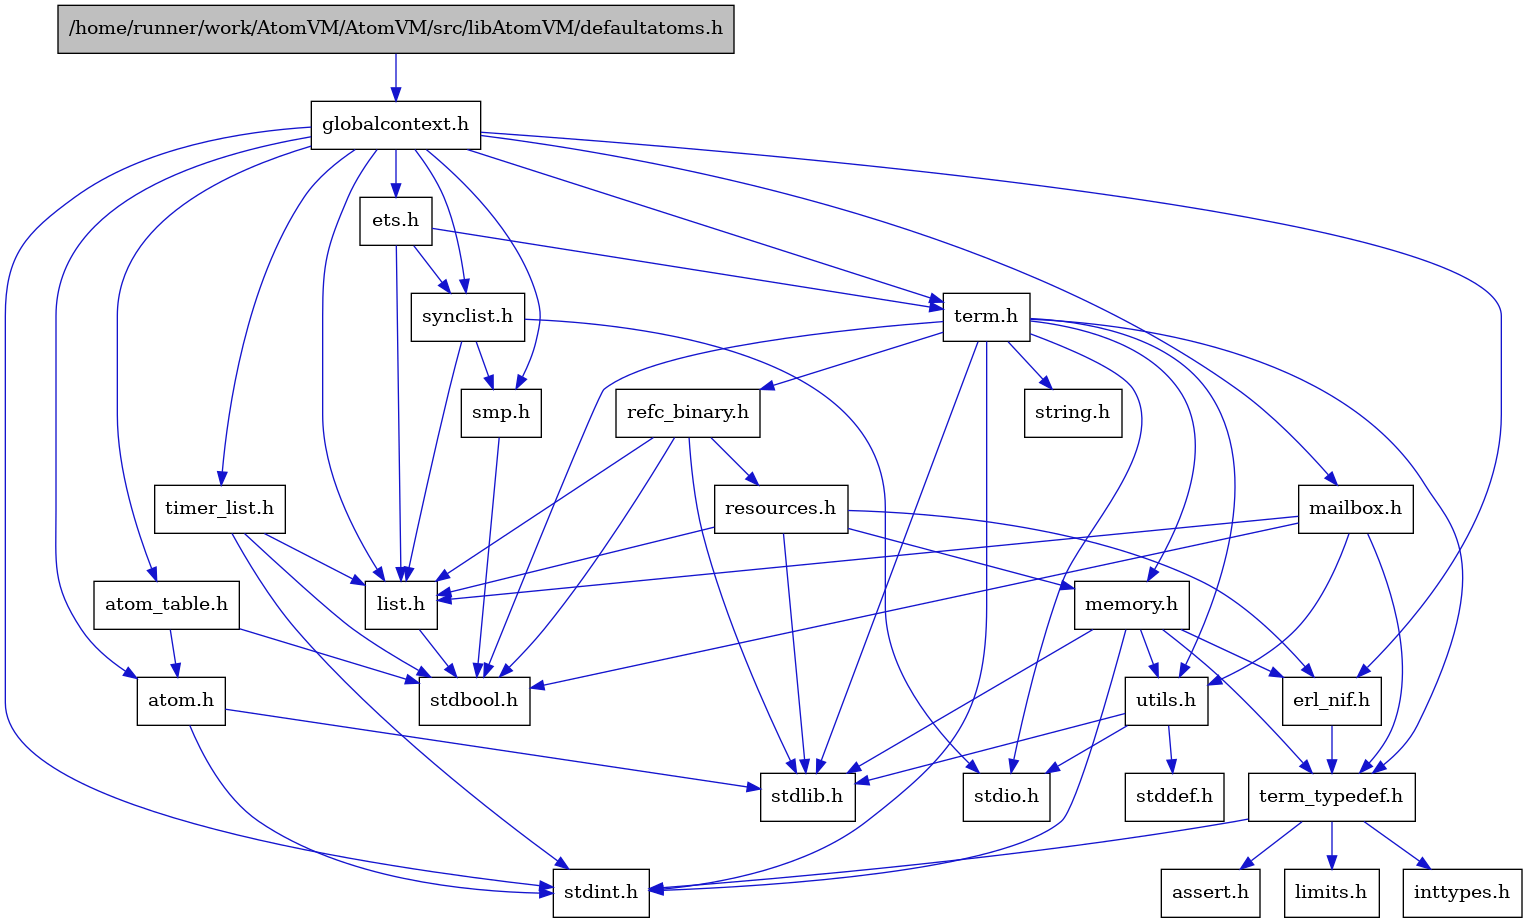 /home/runner/work/AtomVM/AtomVM/src/libAtomVM/defaultatoms.h
globalcontext.h
ets.h
synclist.h
term.h
smp.h
refc_binary.h
string.h
timer_list.h
resources.h
mailbox.h
atom_table.h
list.h
memory.h
atom.h
stdbool.h
utils.h
erl_nif.h
stdlib.h
stdio.h
stddef.h
term_typedef.h
stdint.h
assert.h
limits.h
inttypes.h